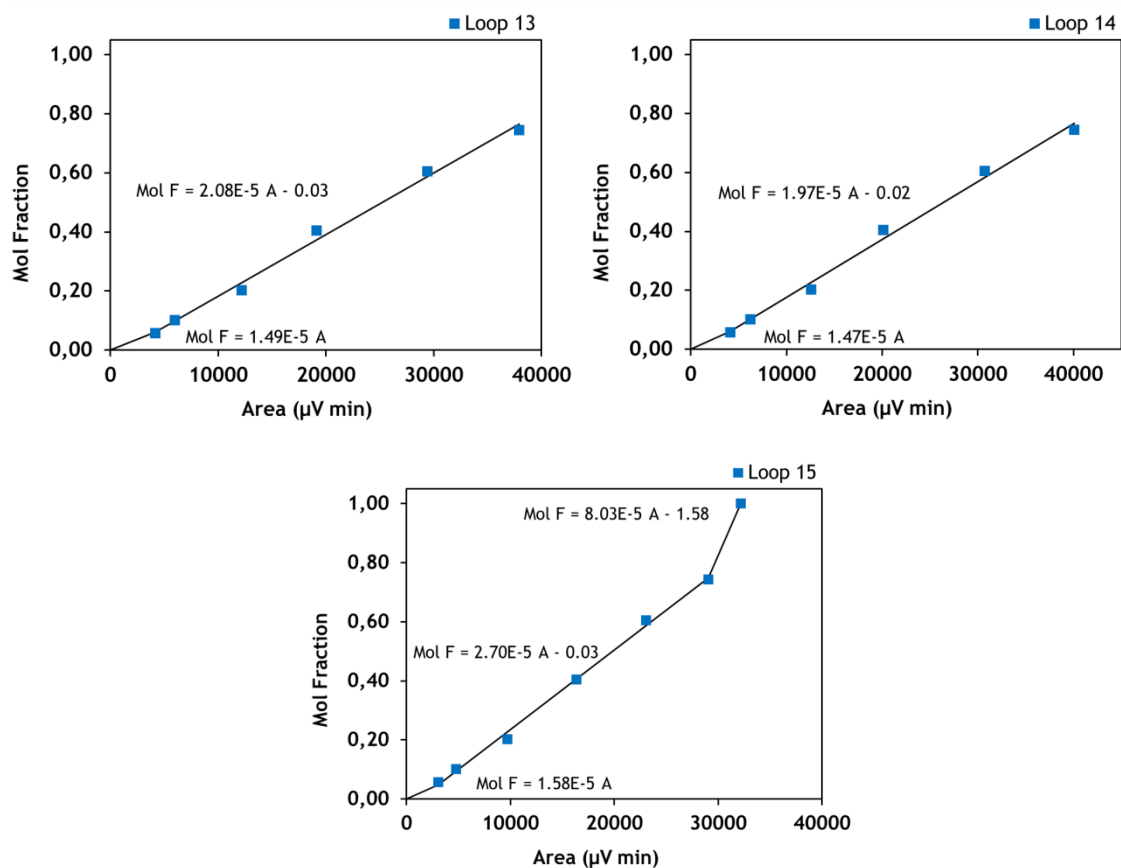 Loop 13
1,00
0,80
0,60
0,40
0,20
0,00
Mol Fraction
Mol F = 2.08E-5 A - 0.03
Mol F = 1.49E-5 A
0 10000 20000 30000 40000
Area (µV min)
Loop 14
1,00
0,80
0,60
0,40
0,20
0,00
Mol Fraction
Mol F = 1.97E-5 A - 0.02
Mol F = 1.47E-5 A
0 10000 20000 30000 40000
Area (µV min)
Loop 15
1,00
0,80
0,60
0,40
0,20
0,00
Mol Fraction
Mol F = 8.03E-5 A - 1.58
Mol F = 2.70E-5 A - 0.03
Mol F = 1.58E-5 A
0 10000 20000 30000 40000
Area (µV min)